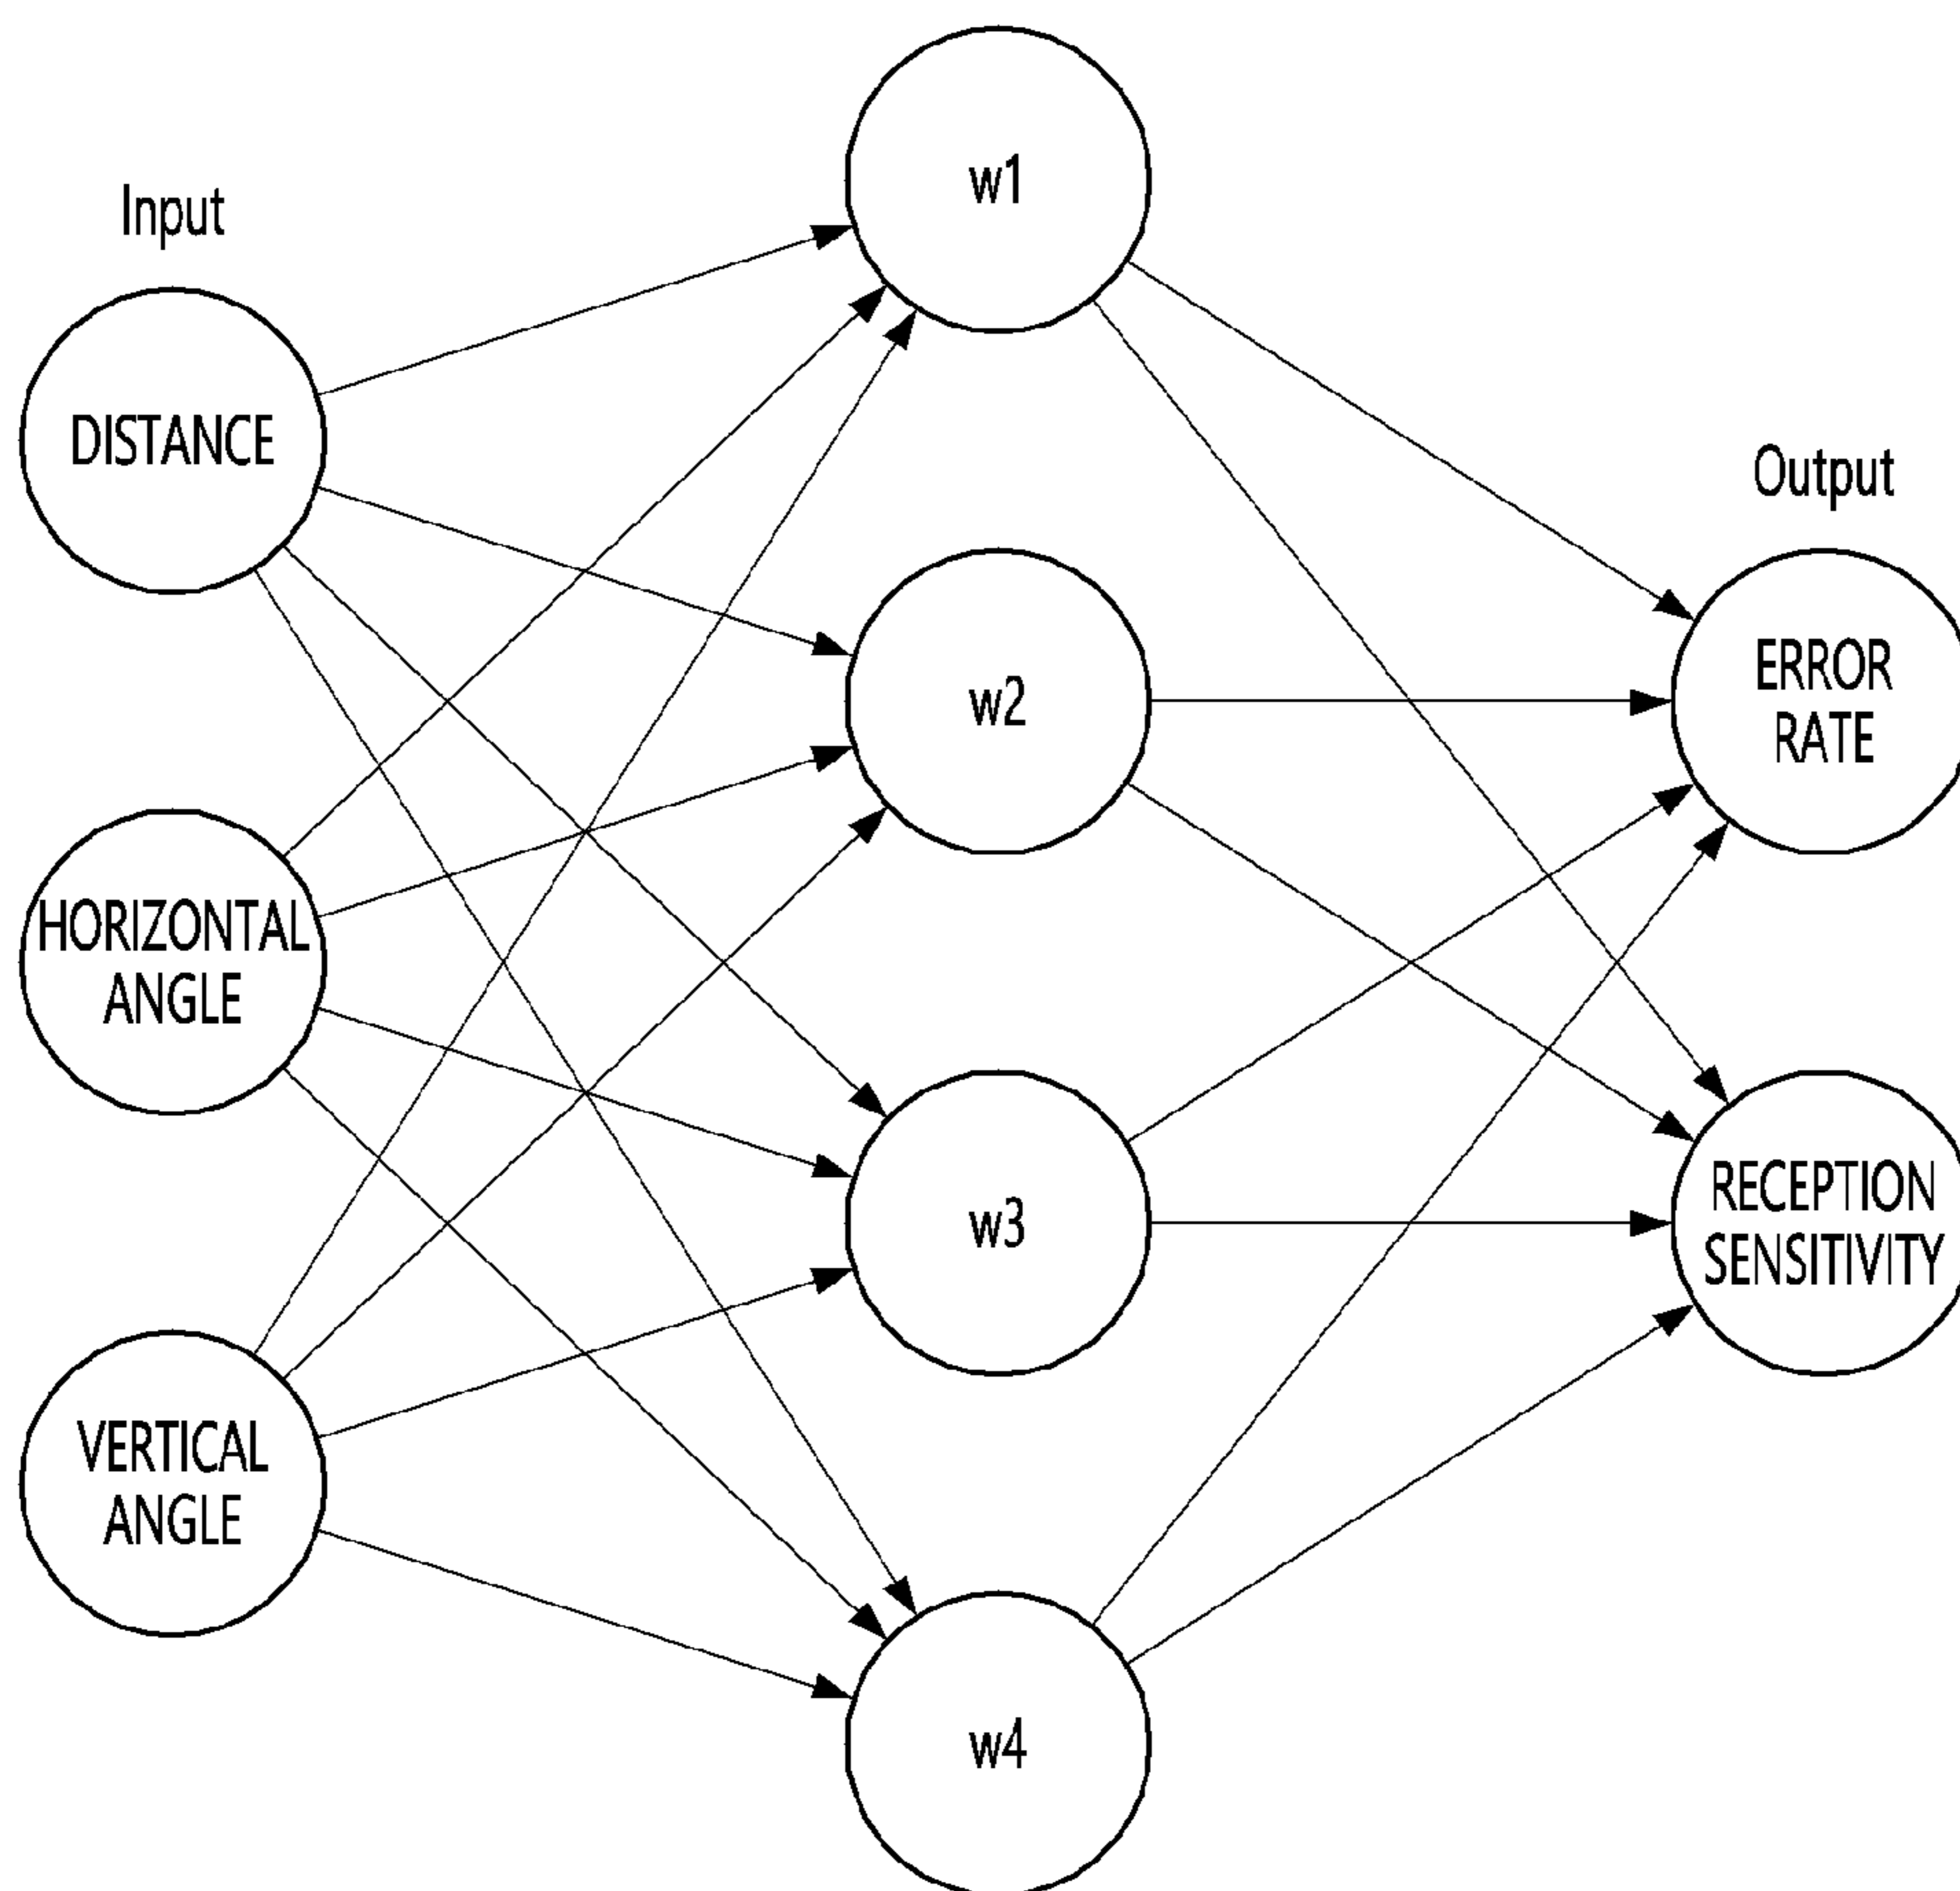 Input
DISTANCE
HORIZONTAL
ANGLE
VERTICAL
ANGLE
w1
w2
w3
w4
Output
ERROR
RATE
RECEPTION
SENSITIVITY